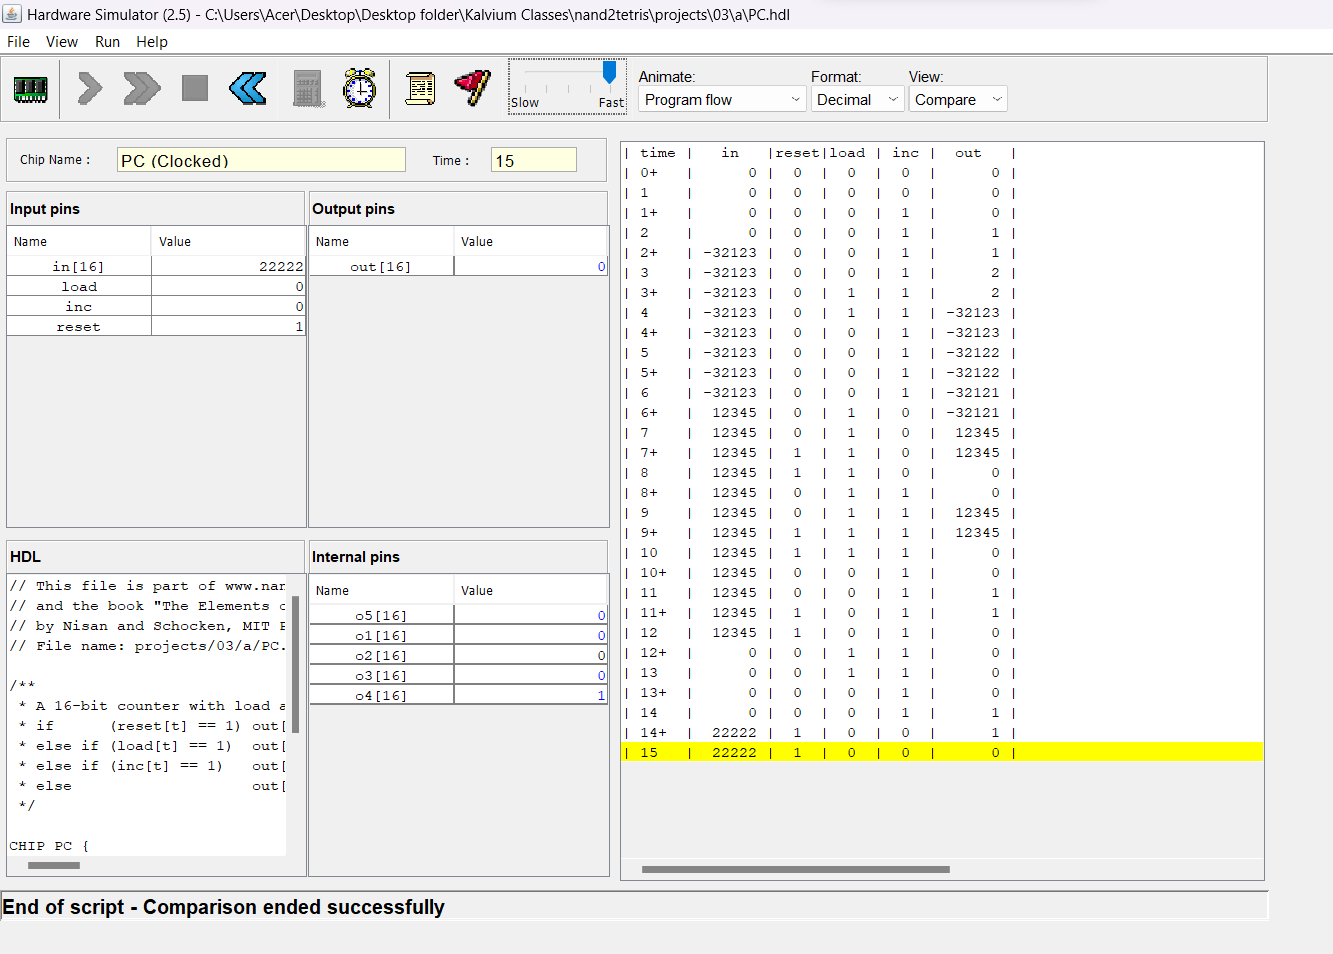 Hardware Simulator (2.5) - C:\Users\Acer\Desktop\Desktop folder\Kalvium Classes\nand2tetris\projects\03\a\PC.hdl
File View Run Help
Slow Fast
Animate: Format: View:
Program flow Decimal Compare
Chip Name : PC (Clocked) Time : 15
Input pins
Name Value
in[16] 22222
load 0
inc 0
reset 1
Output pins
Name Value
out[16] 0
HDL
// This file is part of www.nan
// and the book "The Elements o
// by Nisan and Schocken, MIT P
// File name: projects/03/a/PC.
/**
* A 16-bit counter with load a
* if (reset[t] == 1) out[
* else if (load[t] == 1) out[
* else if (inc[t] == 1) out[
* else out[
*/
CHIP PC {
Internal pins
Name Value
o5[16] 0
o1[16] 0
o2[16] 0
o3[16] 0
o4[16] 1
| time | in |reset|load | inc | out |
| 0+ | 0 | 0 | 0 | 0 | 0 |
| 1 | 0 | 0 | 0 | 0 | 0 |
| 1+ | 0 | 0 | 0 | 1 | 0 |
| 2 | 0 | 0 | 0 | 1 | 1 |
| 2+ | -32123 | 0 | 0 | 1 | 1 |
| 3 | -32123 | 0 | 0 | 1 | 2 |
| 3+ | -32123 | 0 | 1 | 1 | 2 |
| 4 | -32123 | 0 | 1 | 1 | -32123 |
| 4+ | -32123 | 0 | 0 | 1 | -32123 |
| 5 | -32123 | 0 | 0 | 1 | -32122 |
| 5+ | -32123 | 0 | 0 | 1 | -32122 |
| 6 | -32123 | 0 | 0 | 1 | -32121 |
| 6+ | 12345 | 0 | 1 | 0 | -32121 |
| 7 | 12345 | 0 | 1 | 0 | 12345 |
| 7+ | 12345 | 1 | 1 | 0 | 12345 |
| 8 | 12345 | 1 | 1 | 0 | 0 |
| 8+ | 12345 | 0 | 1 | 1 | 0 |
| 9 | 12345 | 0 | 1 | 1 | 12345 |
| 9+ | 12345 | 1 | 1 | 1 | 12345 |
| 10 | 12345 | 1 | 1 | 1 | 0 |
| 10+ | 12345 | 0 | 0 | 1 | 0 |
| 11 | 12345 | 0 | 0 | 1 | 1 |
| 11+ | 12345 | 1 | 0 | 1 | 1 |
| 12 | 12345 | 1 | 0 | 1 | 0 |
| 12+ | 0 | 0 | 1 | 1 | 0 |
| 13 | 0 | 0 | 1 | 1 | 0 |
| 13+ | 0 | 0 | 0 | 1 | 0 |
| 14 | 0 | 0 | 0 | 1 | 1 |
| 14+ | 22222 | 1 | 0 | 0 | 1 |
| 15 | 22222 | 1 | 0 | 0 | 0 |
End of script - Comparison ended successfully